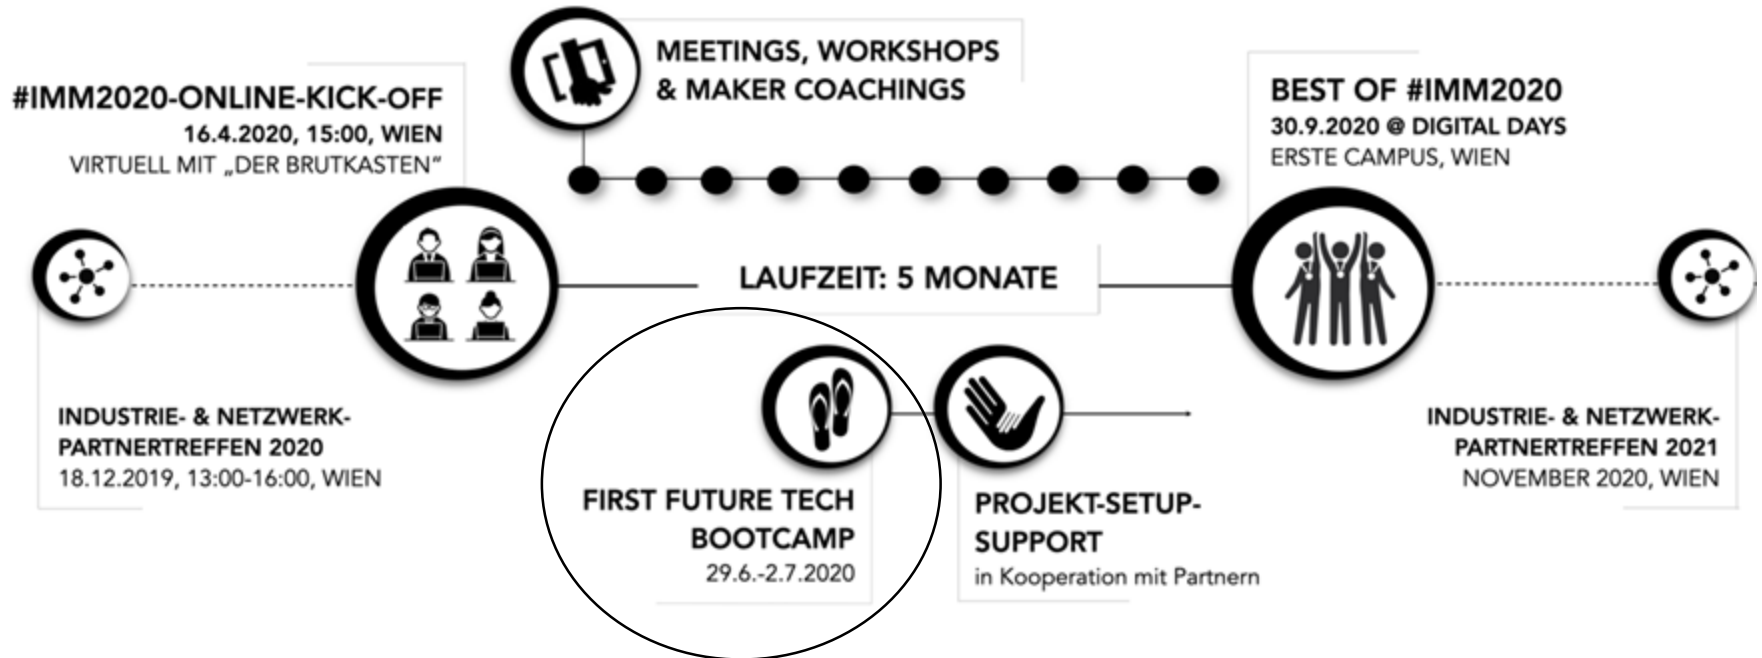 MEETINGS, WORKSHOPS
& MAKER COACHINGS
#IMM2020-ONLINE-KICK-OFF
16.4.2020, 15:00, WIEN
VIRTUELL MIT „DER BRUTKASTEN“
BEST OF #IMM2020
30.9.2020 @ DIGITAL DAYS
ERSTE CAMPUS, WIEN
LAUFZEIT: 5 MONATE
INDUSTRIE- & NETZWERK-
PARTNERTREFFEN 2020
18.12.2019, 13:00-16:00, WIEN
FIRST FUTURE TECH
BOOTCAMP
29.6.-2.7.2020
PROJEKT-SETUP-
SUPPORT
in Kooperation mit Partnern
INDUSTRIE- & NETZWERK-
PARTNERTREFFEN 2021
NOVEMBER 2020, WIEN